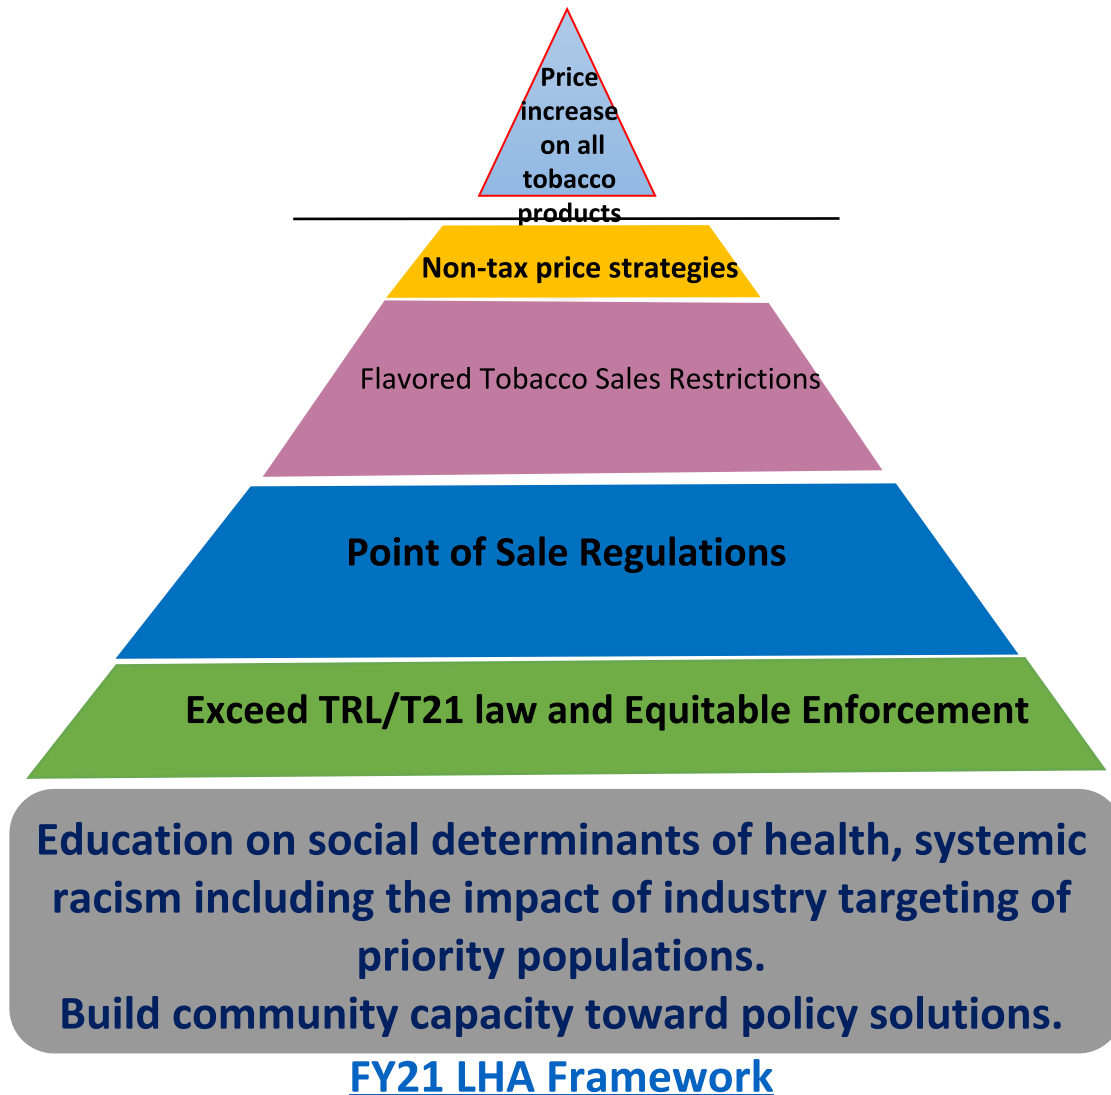 Price
increase
on all
tobacco
products
Non-tax price strategies
Flavored Tobacco Sales Restrictions
Point of Sale Regulations
Exceed TRL/T21 law and Equitable Enforcement
Education on social determinants of health, systemic
racism including the impact of industry targeting of
priority populations.
Build community capacity toward policy solutions.
FY21 LHA Framework